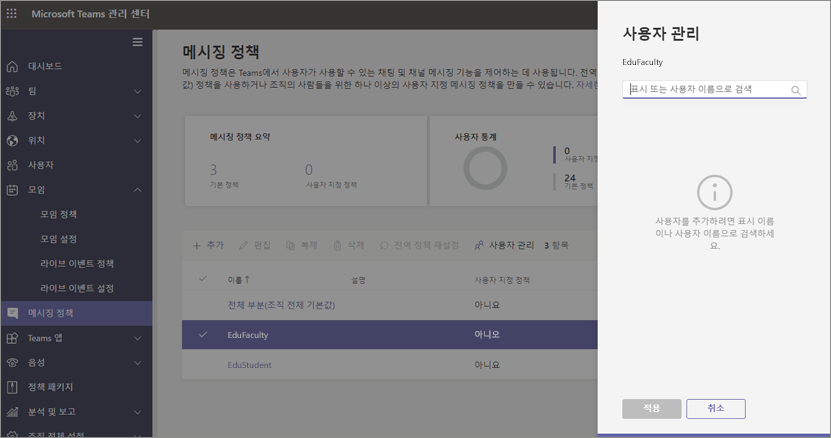 Microsoft Teams 관리 센터
대시보드
팀
장치
위치
사용자
모임
모임 정책
모임 설정
라이브 이벤트 정책
라이브 이벤트 설정
메시징 정책
Teams 앱
음성
정책 패키지
분석 및 보고
조직 전체 설정
메시징 정책
메시징 정책은 Teams에서 사용자가 사용할 수 있는 채팅 및 채널 메시징 기능을 제어하는 데 사용됩니다. 전역
값) 정책을 사용하거나 조직의 사람들을 위한 하나 이상의 사용자 지정 메시징 정책을 만들 수 있습니다. 자세한
메시징 정책 요약
3
기본 정책
0
사용자 지정 정책
사용자 통계
0
사용자 지정
24
기본 정책
추가 편집 복제 삭제 전역 정책 재설정 사용자 관리 3 항목
이름 ↑ 설명 사용자 지정 정책
전체 부분(조직 전체 기본값) 아니요
EduFaculty 아니요
EduStudent 아니요
사용자 관리
EduFaculty
표시 또는 사용자 이름으로 검색
사용자를 추가하려면 표시 이름
이나 사용자 이름으로 검색하세
요.
적용 취소